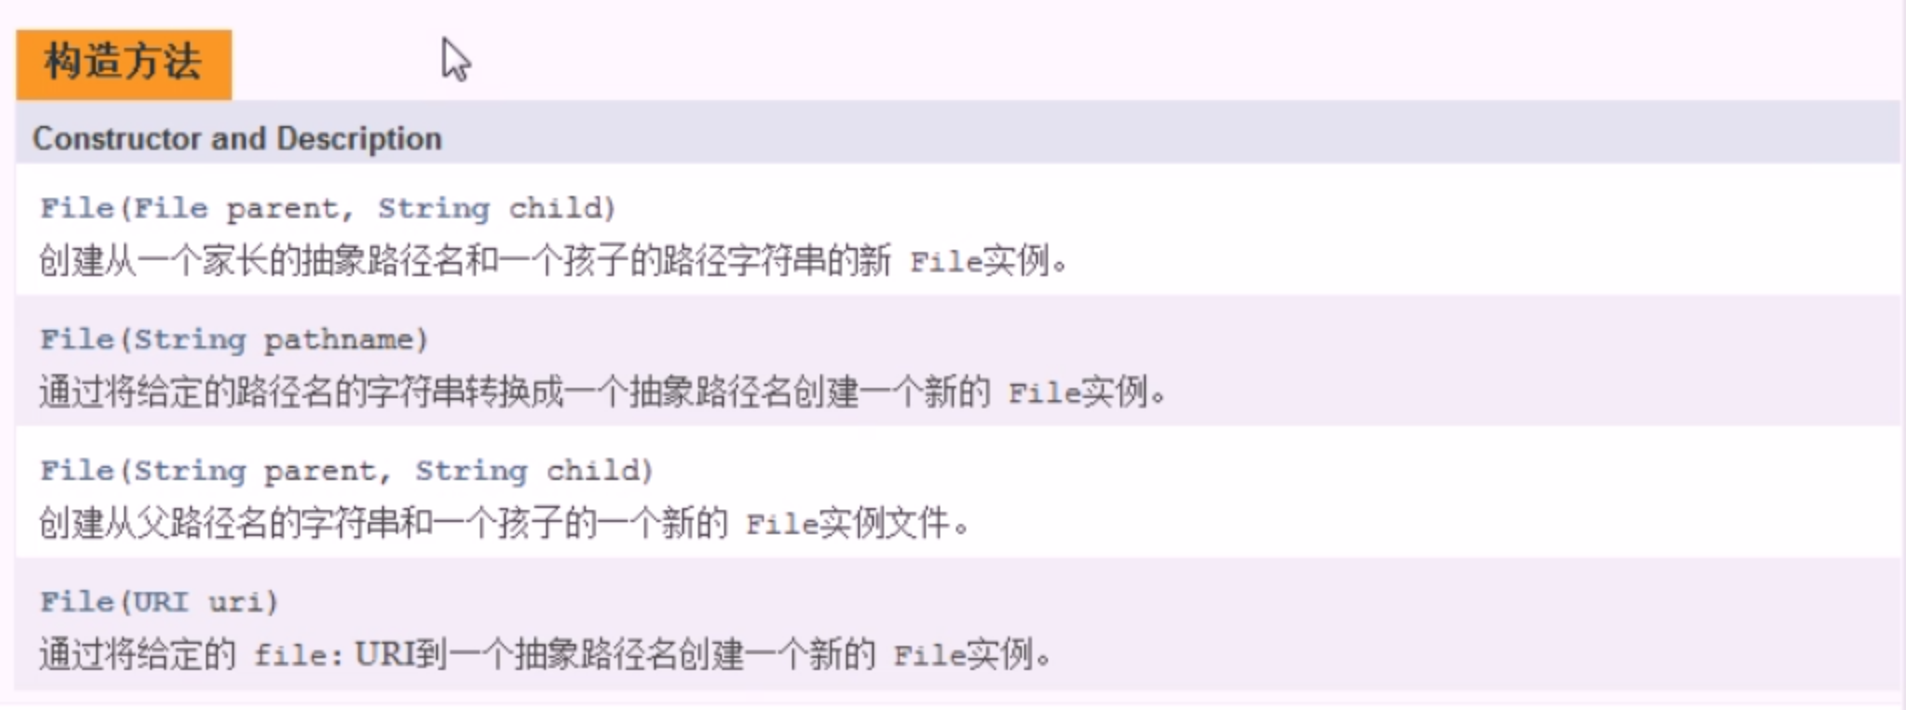 构造方法
Constructor and Description
File(File parent, String child)
创建从一个家长的抽象路径名和一个孩子的路径字符串的新 File实例。
File(String pathname)
通过将给定的路径名的字符串转换成一个抽象路径名创建一个新的 File实例。
File(String parent, String child)
创建从父路径名的字符串和一个孩子的一个新的 File实例文件。
File(URI uri)
通过将给定的 file: URI到一个抽象路径名创建一个新的 File实例。